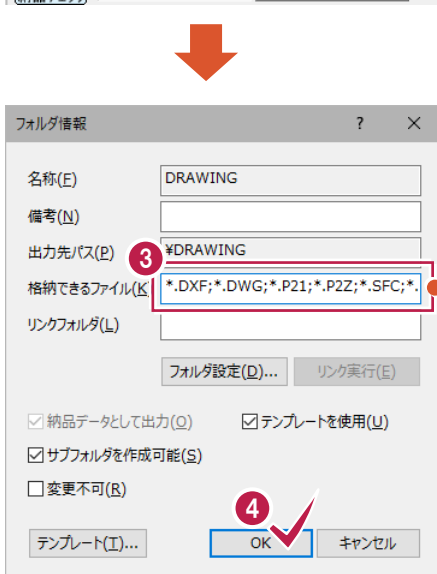 フォルダ情報 ? ×
名称(F) DRAWING
備考(N)
出力先パス(P) ¥DRAWING
3
格納できるファイル(K *.DXF;*.DWG;*.P21;*.P2Z;*.SFC;*.
リンクフォルダ(L)
フォルダ設定(D)... リンク実行(E)
納品データとして出力(O) テンプレートを使用(U)
サブフォルダを作成可能(S)
変更不可(R)
4
テンプレート(T)... OK キャンセル